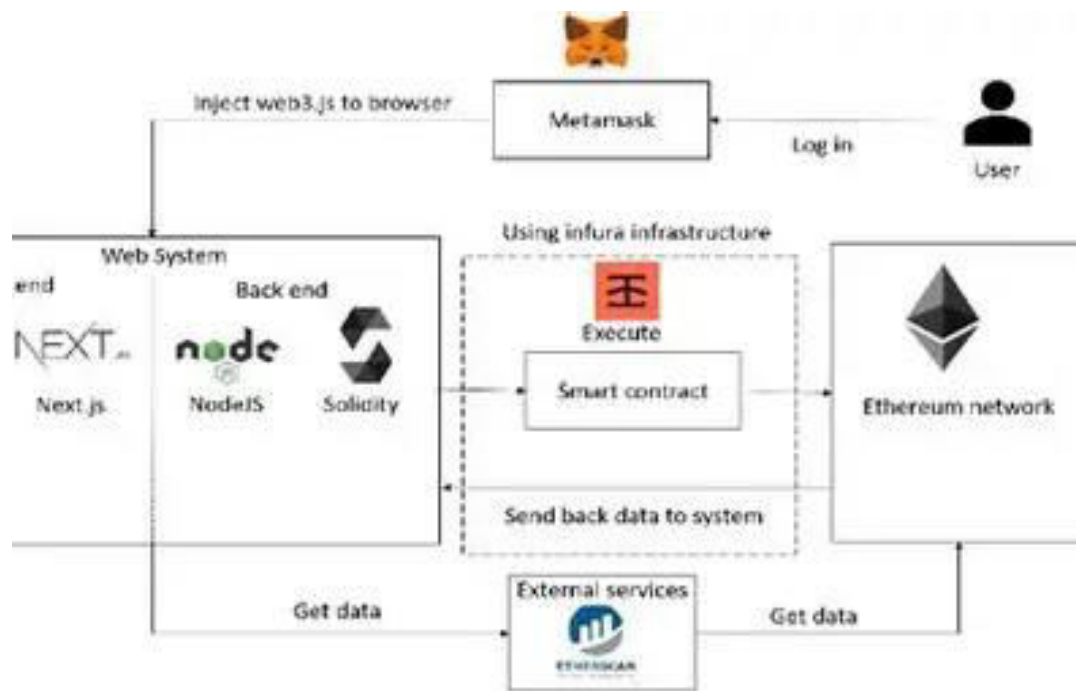 Inject web3.js to browser
Metamask
Log in
User
Using infura infrastructure
Web System
end
Back end
NEXT.JS
node
Execute
Next.js
NodeJS
Solidity
Smart contract
Ethereum network
Send back data to system
External services
Get data
Get data
ETHERSCAN